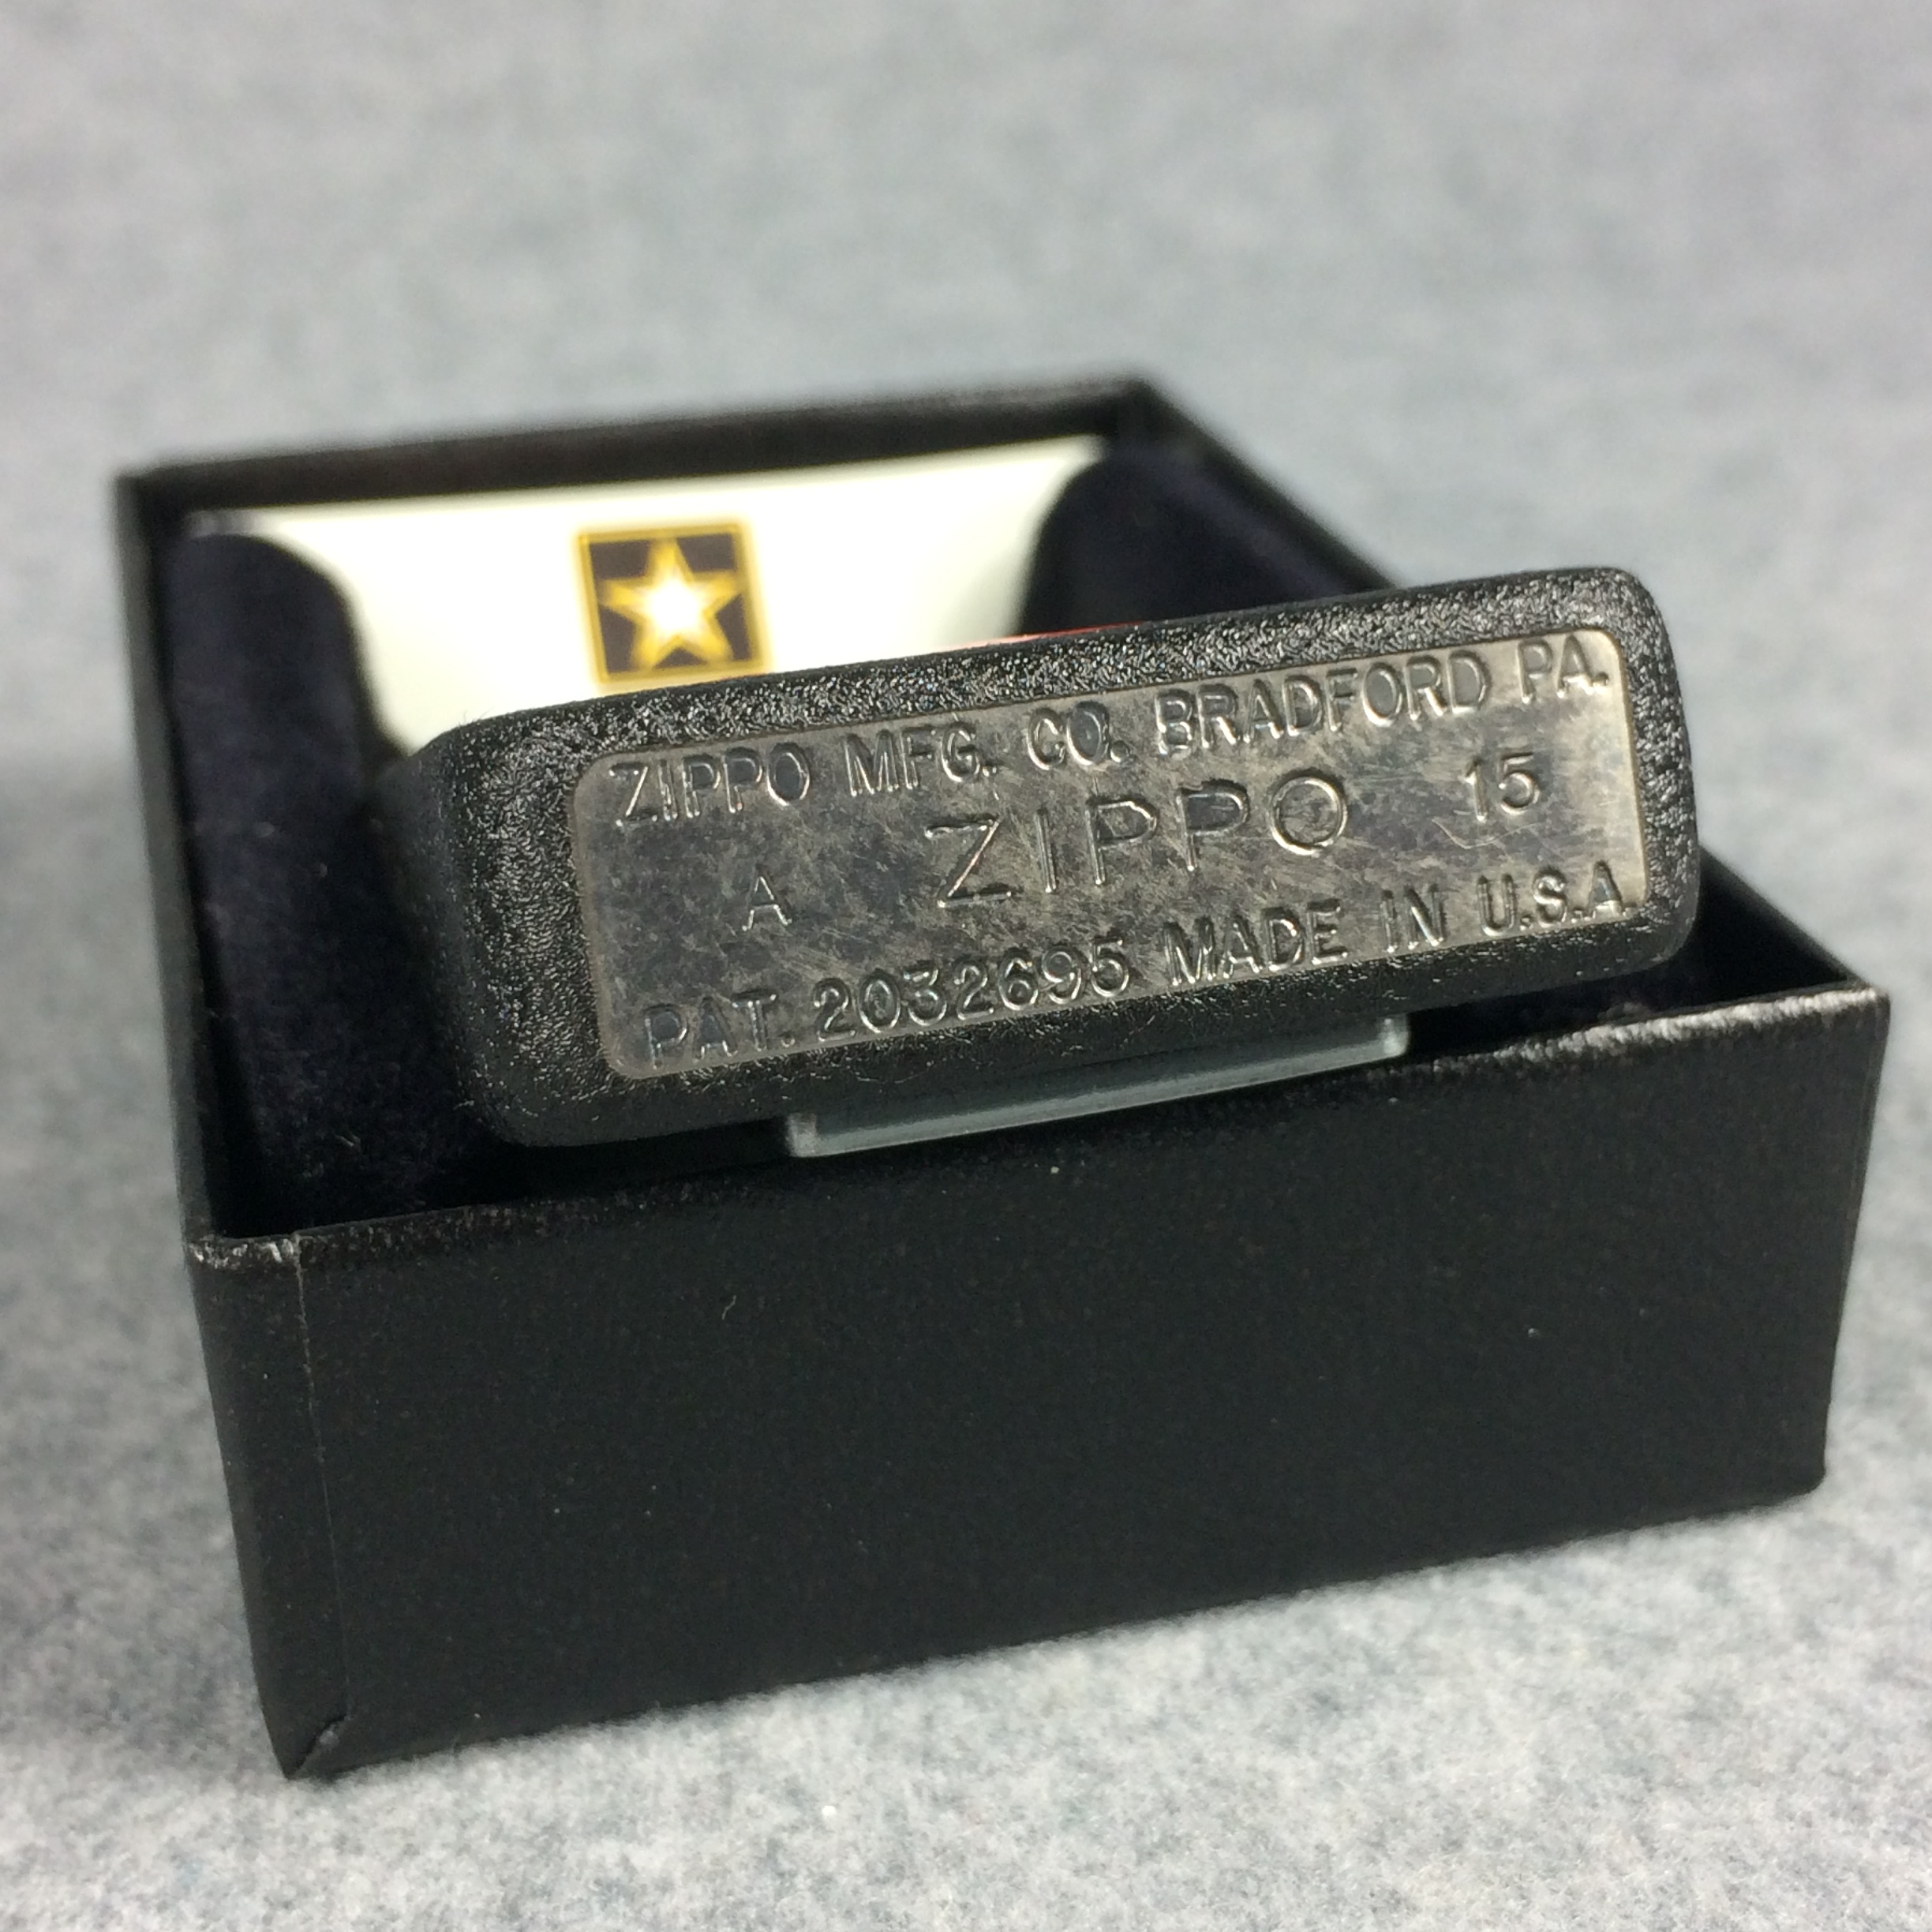 ZIPPO MFG. CO. BRADFORD PA.
A ZIPPO 15
PAT. 2032695 MADE IN U.S.A